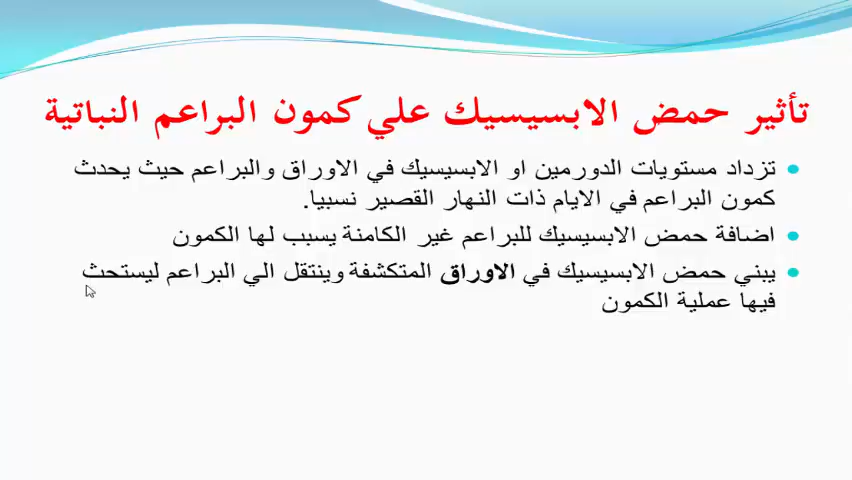 تأثير حمض الابسيسيك علي كمون البراعم النباتية
• تزداد مستويات الدورمين او الابسيسيك في الاوراق والبراعم حيث يحدث
كمون البراعم في الايام ذات النهار القصير نسبيا.
• اضافة حمض الابسيسيك للبراعم غير الكامنة يسبب لها الكمون
• يبني حمض الابسيسيك في الاوراق المتكشفة وينتقل الي البراعم ليستحث
فيها عملية الكمون